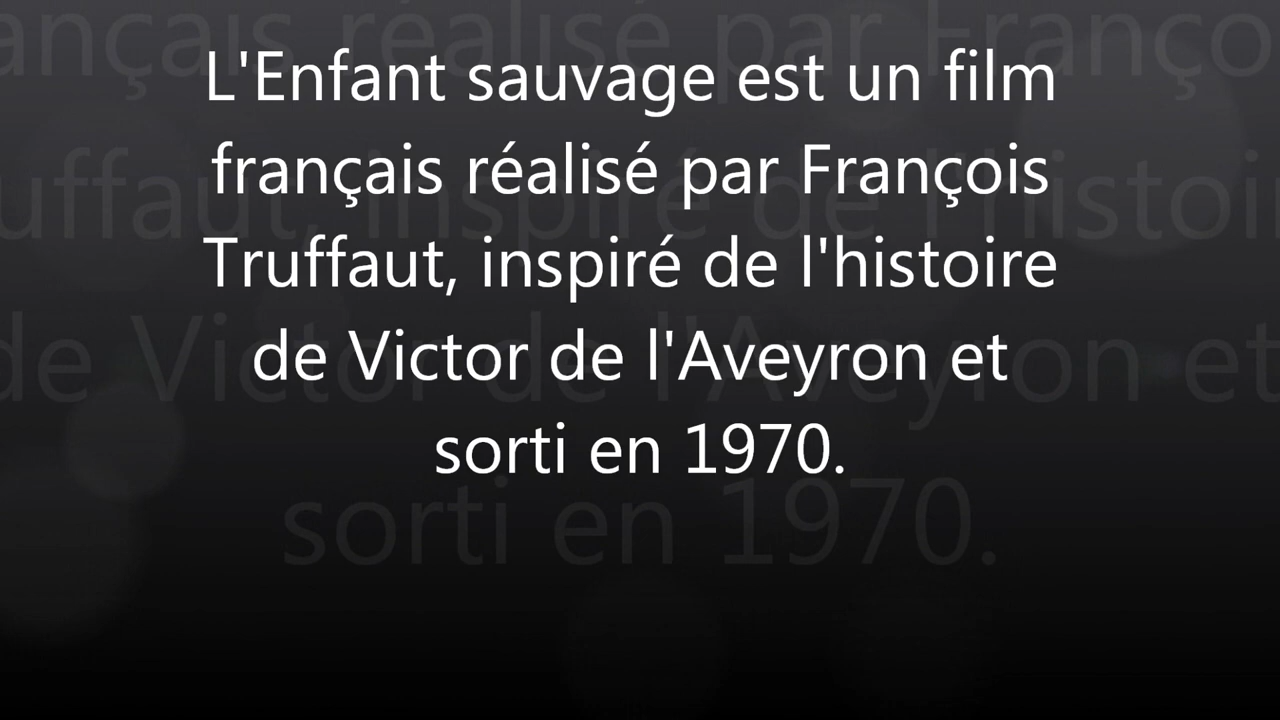 L'Enfant sauvage est un film
français réalisé par François
Truffaut, inspiré de l'histoire
de Victor de l'Aveyron et
sorti en 1970.